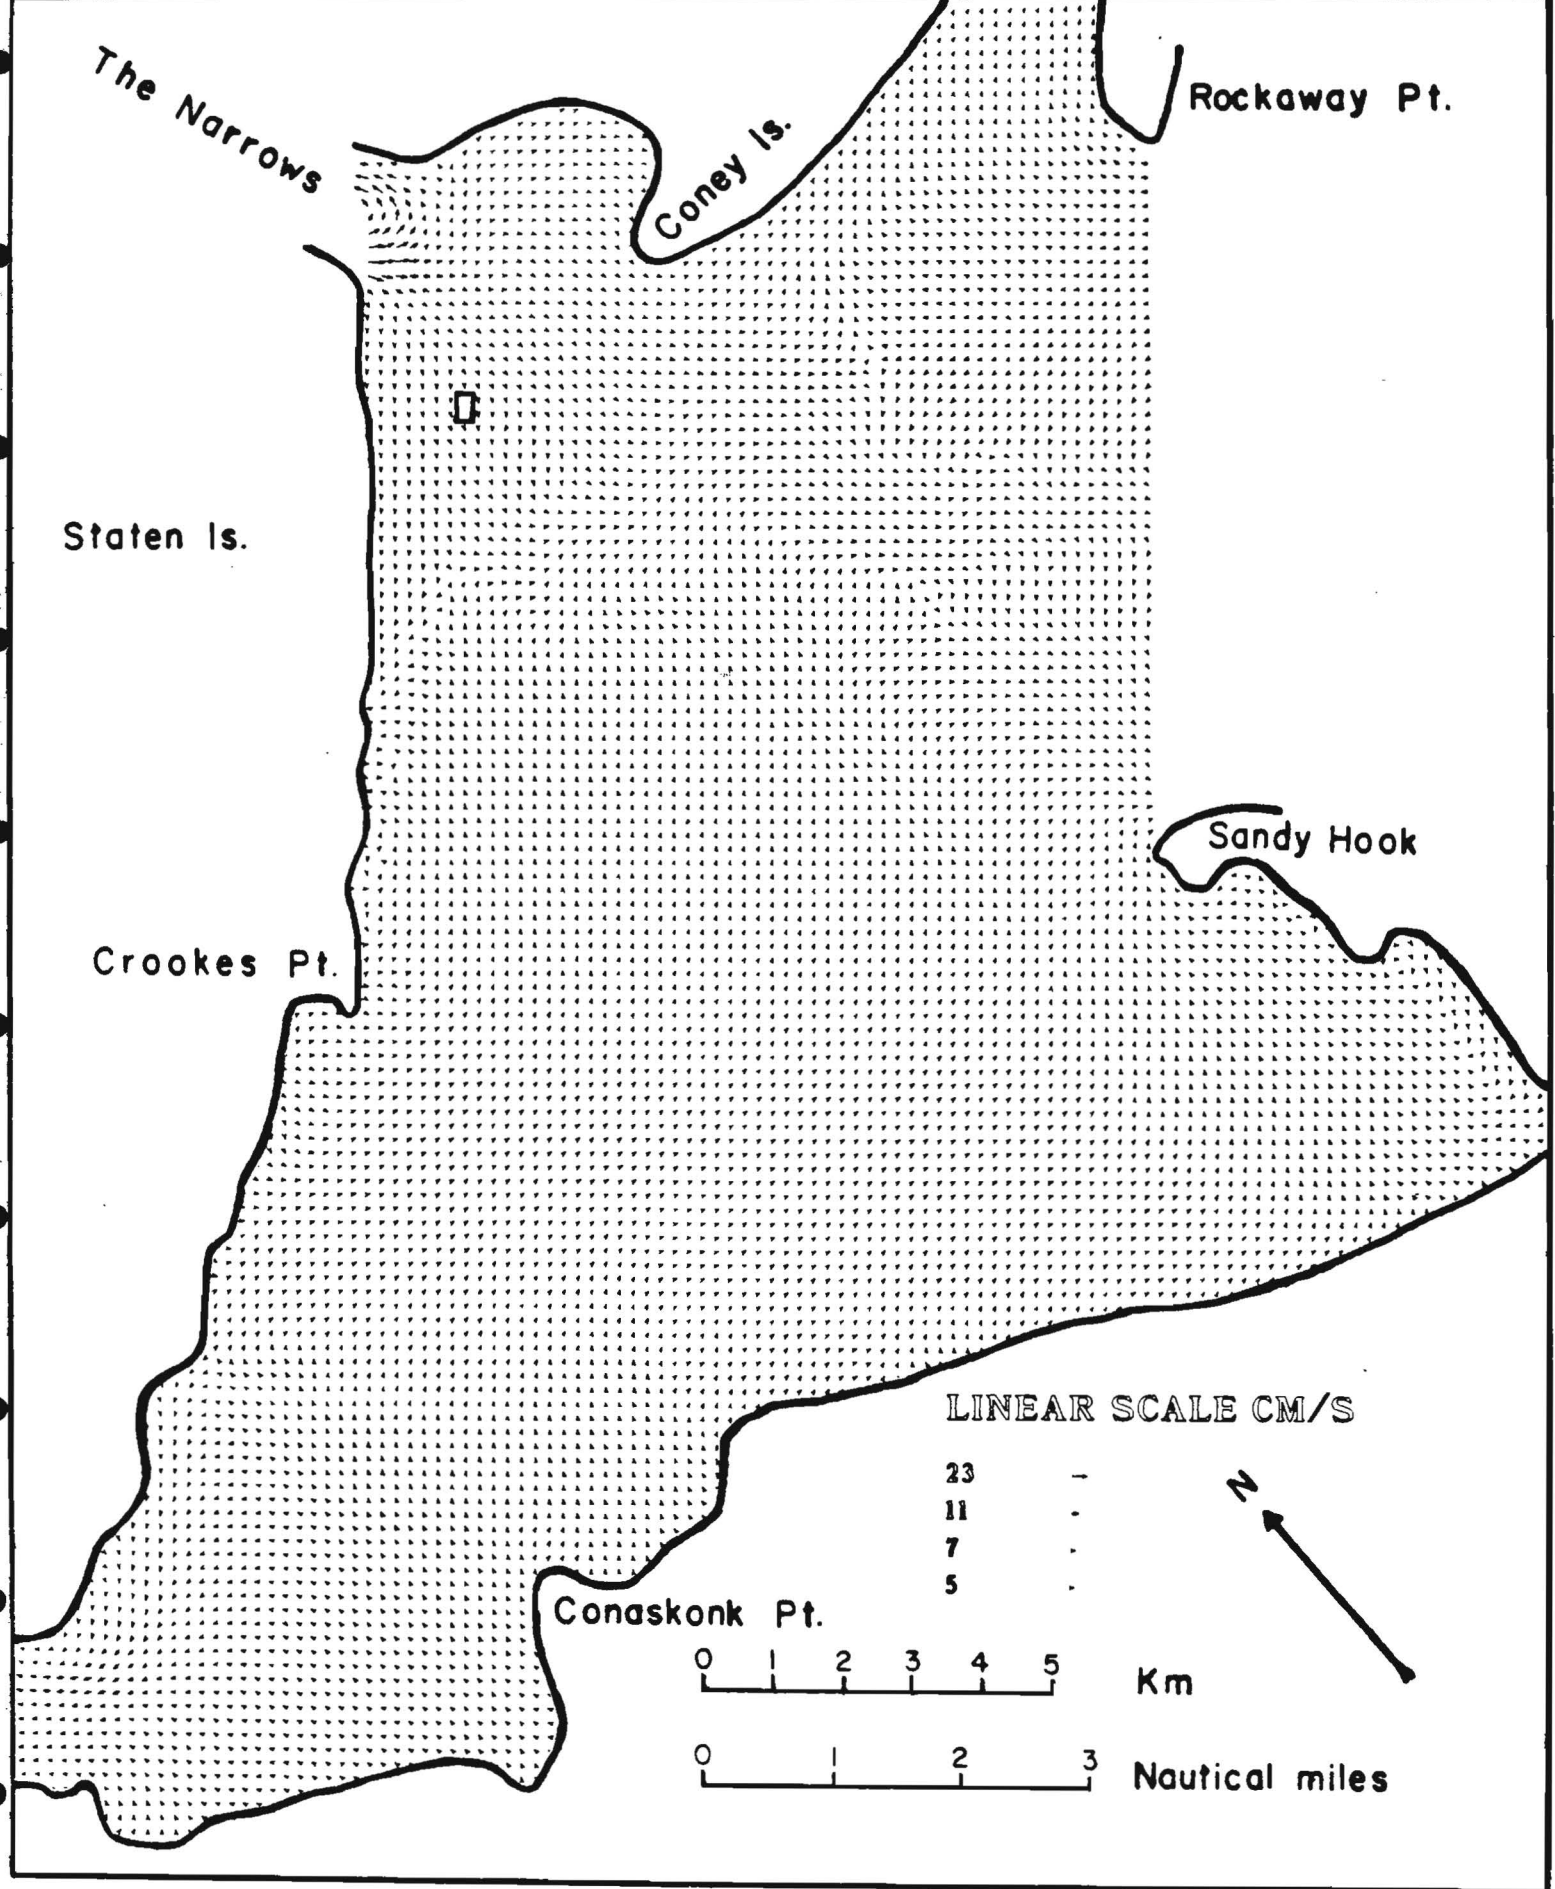 The Narrows
Rockaway Pt.
Coney Is.
Staten Is.
Sandy Hook
Crookes Pt.
LINEAR SCALE CM/S
23
11
7
5
N
Conaskonk Pt.
0 1 2 3 4 5
Km
0 1 2 3
Nautical miles